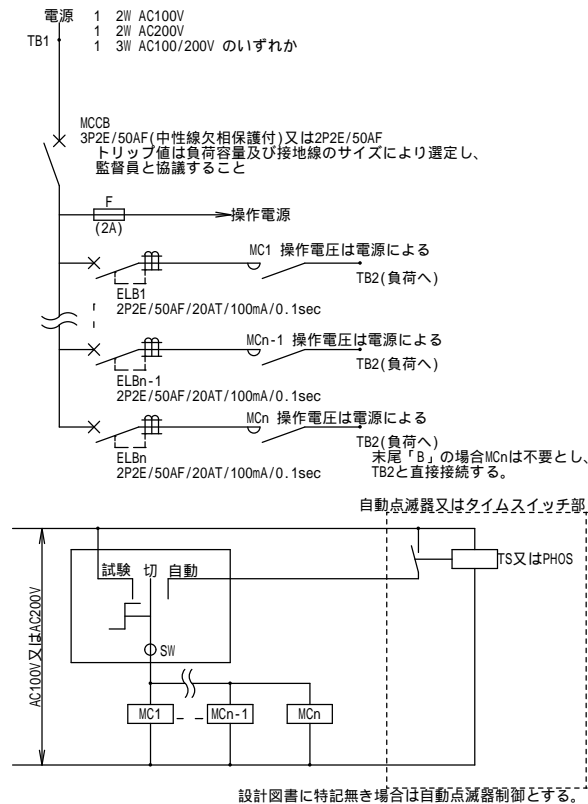 電源 1 2W AC100V
1 2W AC200V
TB1 1 3W AC100/200V のいずれか
MCCB
3P2E/50AF(中性線欠相保護付)又は2P2E/50AF
トリップ値は負荷容量及び接地線のサイズにより選定し、
監督員と協議すること
F
操作電源
(2A)
MC1 操作電圧は電源による
TB2(負荷へ)
ELB1
2P2E/50AF/20AT/100mA/0.1sec
MCn-1 操作電圧は電源による
TB2(負荷へ)
ELBn-1
2P2E/50AF/20AT/100mA/0.1sec
MCn 操作電圧は電源による
TB2(負荷へ)
ELBn
末尾「B」の場合MCnは不要とし、
2P2E/50AF/20AT/100mA/0.1sec
TB2と直接接続する。
自動点滅器又はタイムスイッチ部
試験 切 自動
TS又はPHOS
AC100V又はAC200V
SW
MC1 MCn-1 MCn
設計図書に特記無き場合は自動点滅器制御とする。